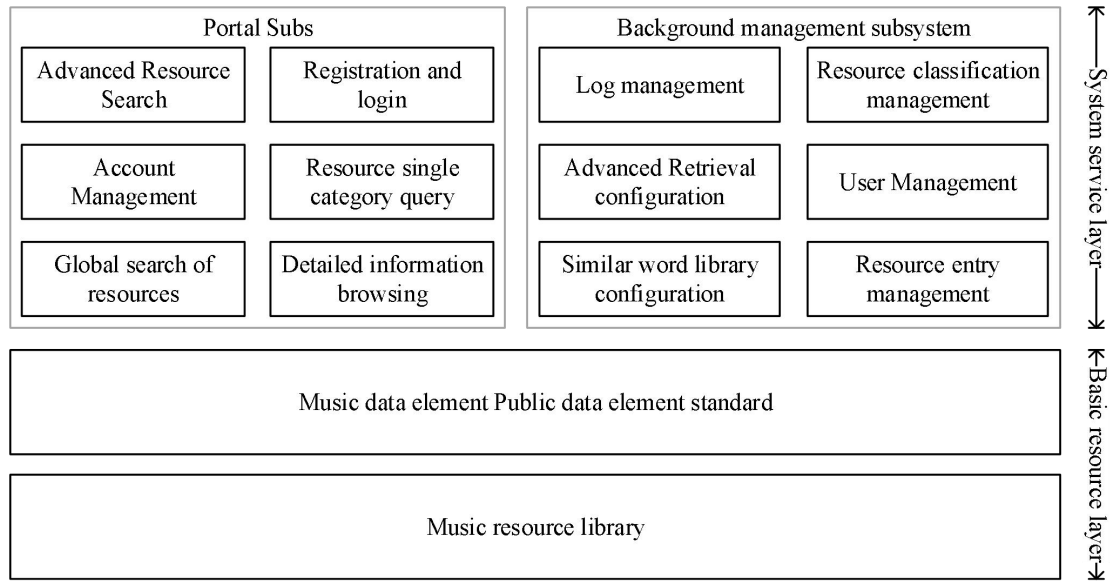 Portal Subs
Advanced Resource
Search
Registration and
login
Account
Management
Resource single
category query
Global search of
resources
Detailed information
browsing
Background management subsystem
Log management
Resource classification
management
Advanced Retrieval
configuration
User Management
Similar word library
configuration
Resource entry
management
System service layer
Music data element Public data element standard
Music resource library
Basic resource layer